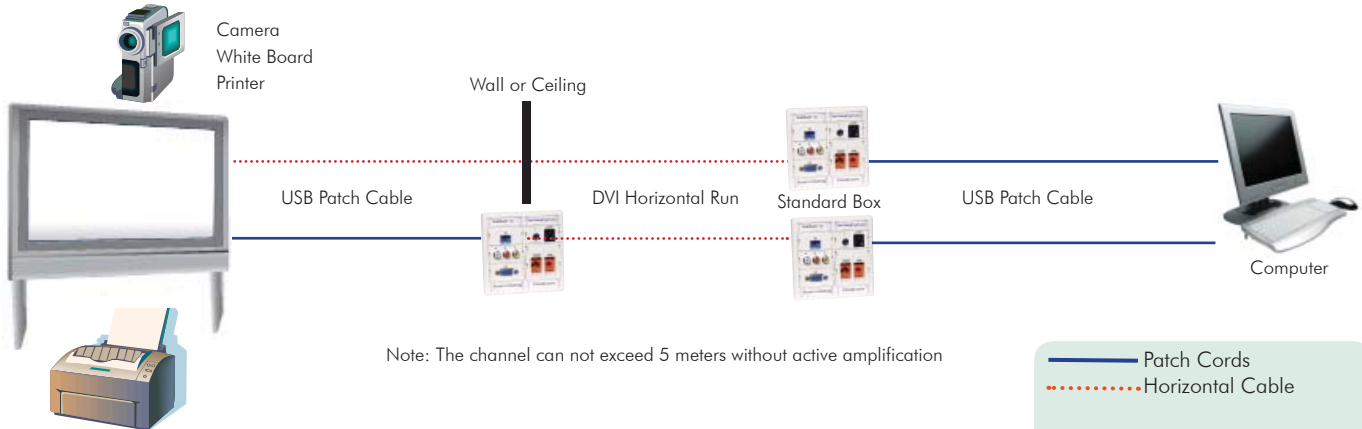 Camera
White Board
Printer
Wall or Ceiling
USB Patch Cable
DVI Horizontal Run
Standard Box
USB Patch Cable
Computer
Note: The channel can not exceed 5 meters without active amplification
Patch Cords
Horizontal Cable